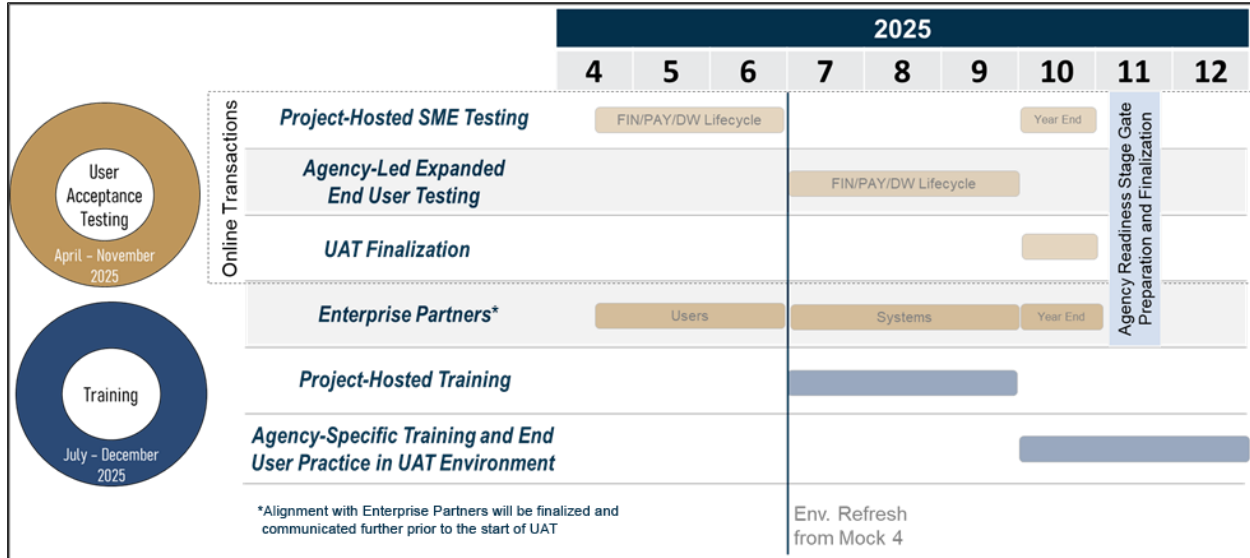 2025
4 5 6 7 8 9 10 11 12
User
Acceptance
Testing
April – November
2025
Online Transactions
Project-Hosted SME Testing
FIN/PAY/DW Lifecycle
Year End
Agency-Led Expanded
End User Testing
FIN/PAY/DW Lifecycle
UAT Finalization
Enterprise Partners*
Users
Systems
Year End
Agency Readiness Stage Gate
Preparation and Finalization
Training
July – December
2025
Project-Hosted Training
Agency-Specific Training and End
User Practice in UAT Environment
*Alignment with Enterprise Partners will be finalized and
communicated further prior to the start of UAT
Env. Refresh
from Mock 4